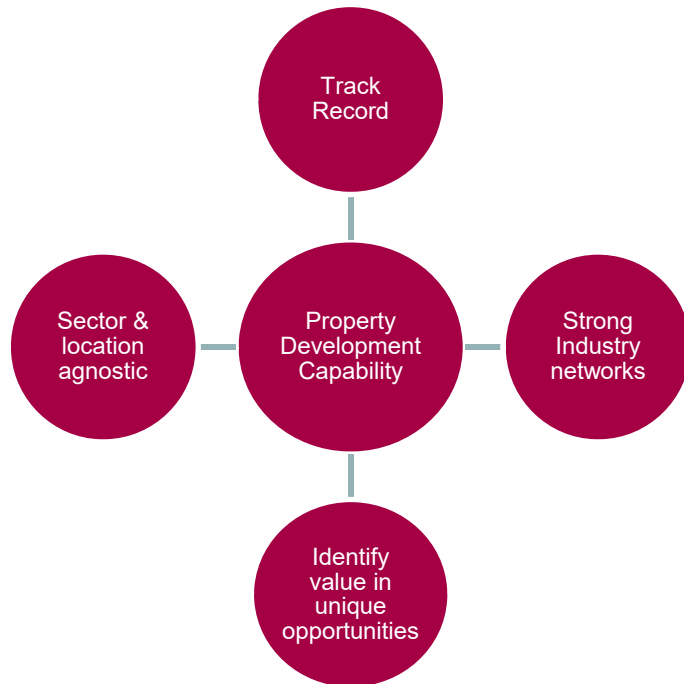 Track
Record
Sector &
location
agnostic
Property
Development
Capability
Strong
Industry
networks
Identify
value in
unique
opportunities